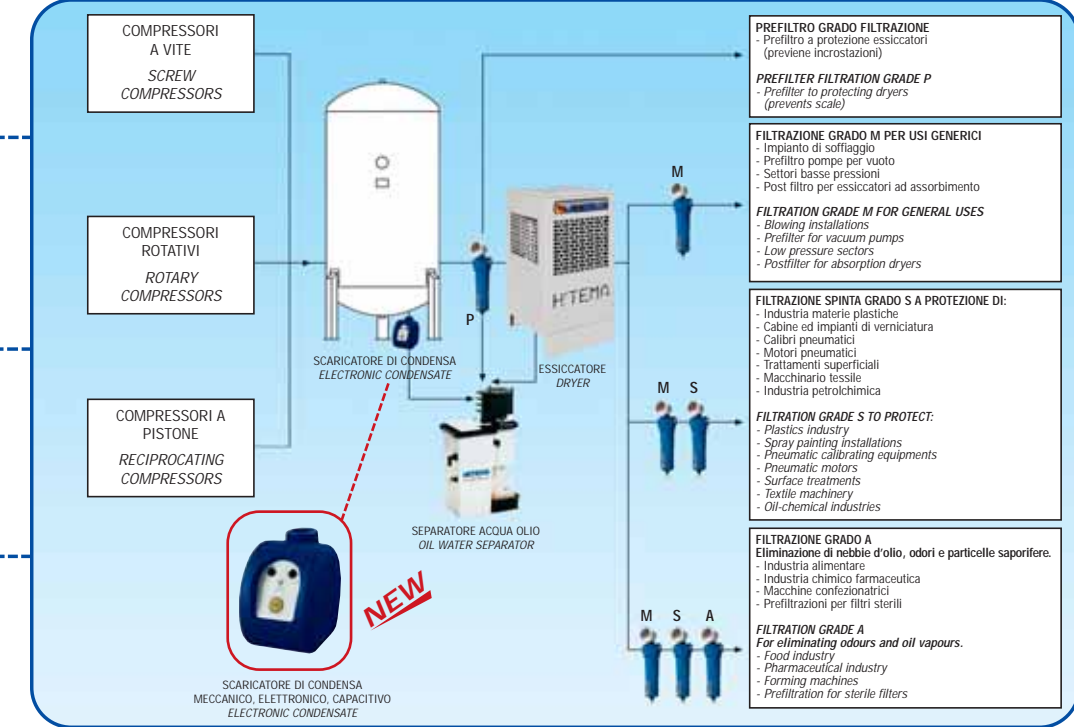 COMPRESSORI
A VITE
SCREW
COMPRESSORS
COMPRESSORI
ROTATIVI
ROTARY
COMPRESSORS
COMPRESSORI A
PISTONE
RECIPROCATING
COMPRESSORS
SCARICATORE DI CONDENSA
ELECTRONIC CONDENSATE
P
HITEMA
ESSICCATORE
DRYER
SEPARATORE ACQUA OLIO
OIL WATER SEPARATOR
NEW
SCARICATORE DI CONDENSA
MECCANICO, ELETTRONICO, CAPACITIVO
ELECTRONIC CONDENSATE
M
M S
M S A
PREFILTRO GRADO FILTRAZIONE
- Prefiltro a protezione essiccatori
(previene incrostazioni)
PREFILTER FILTRATION GRADE P
- Prefilter to protecting dryers
(prevents scale)
FILTRAZIONE GRADO M PER USI GENERICI
- Impianto di soffiaggio
- Prefiltro pompe per vuoto
- Settori basse pressioni
- Post filtro per essiccatori ad assorbimento
FILTRATION GRADE M FOR GENERAL USES
- Blowing installations
- Prefilter for vacuum pumps
- Low pressure sectors
- Postfilter for absorption dryers
FILTRAZIONE SPINTA GRADO S A PROTEZIONE DI:
- Industria materie plastiche
- Cabine ed impianti di verniciatura
- Calibri pneumatici
- Motori pneumatici
- Trattamenti superficiali
- Macchinario tessile
- Industria petrolchimica
FILTRATION GRADE S TO PROTECT:
- Plastics industry
- Spray painting installations
- Pneumatic calibrating equipments
- Pneumatic motors
- Surface treatments
- Textile machinery
- Oil-chemical industries
FILTRAZIONE GRADO A
Eliminazione di nebbie d'olio, odori e particelle saporifere.
- Industria alimentare
- Industria chimico farmaceutica
- Macchine confezionatrici
- Prefiltrazioni per filtri sterili
FILTRATION GRADE A
For eliminating odours and oil vapours.
- Food industry
- Pharmaceutical industry
- Forming machines
- Prefiltration for sterile filters